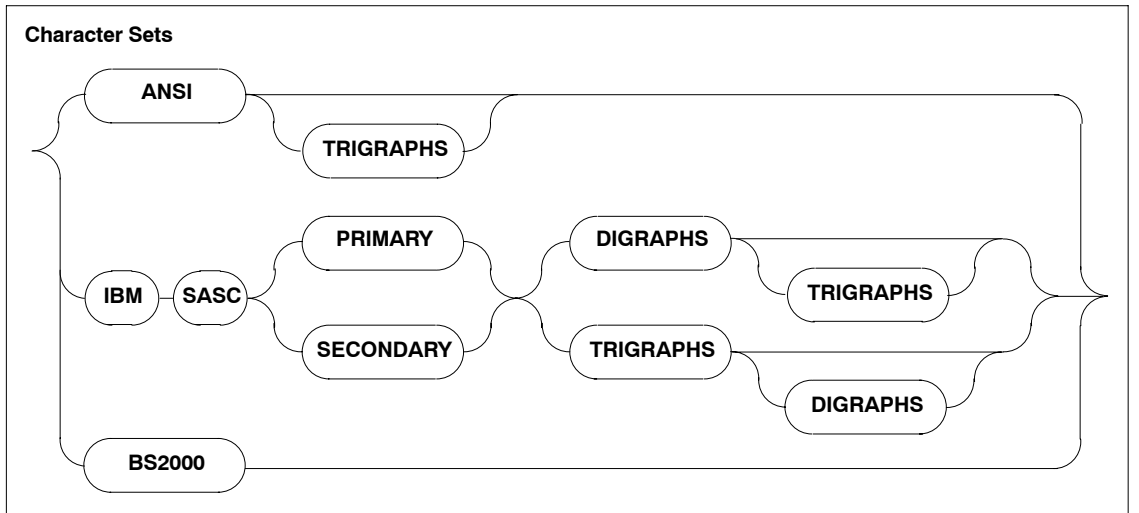 Character Sets
ANSI
TRIGRAPHS
PRIMARY
DIGRAPHS
TRIGRAPHS
IBM
SASC
SECONDARY
TRIGRAPHS
DIGRAPHS
BS2000